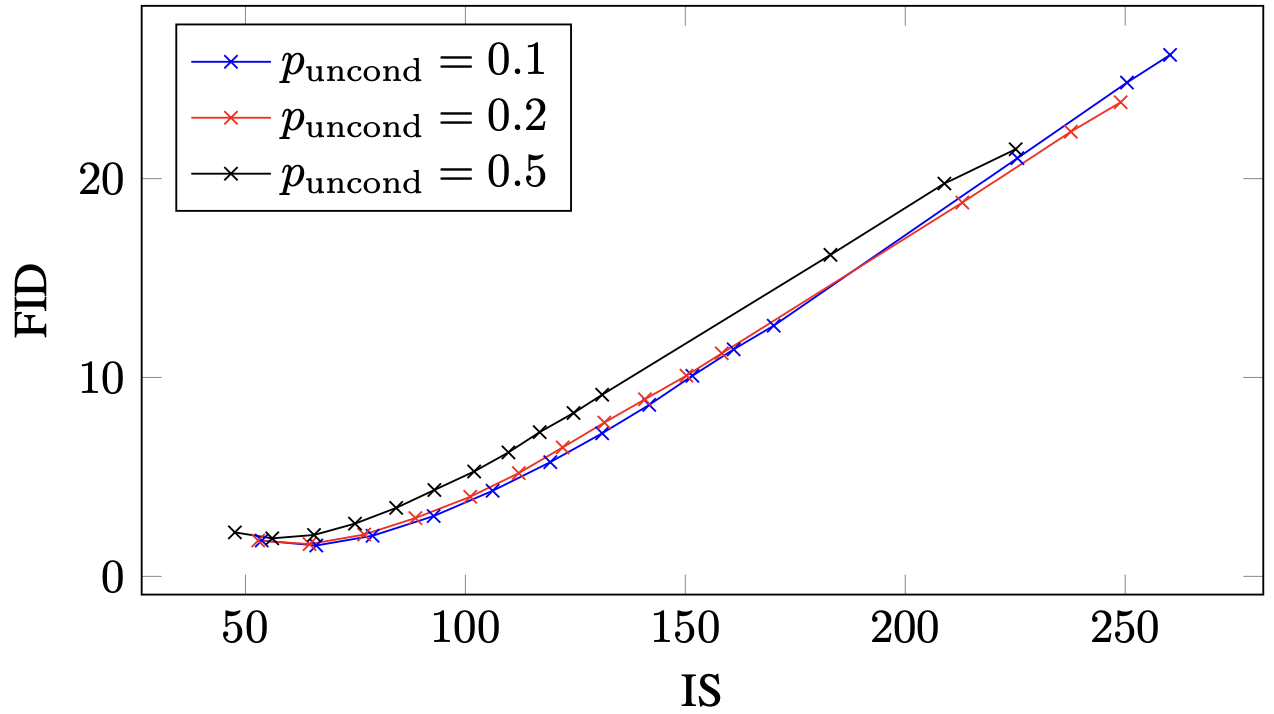 p_uncond = 0.1
p_uncond = 0.2
p_uncond = 0.5
20
10
0
FID
50 100 150 200 250
IS